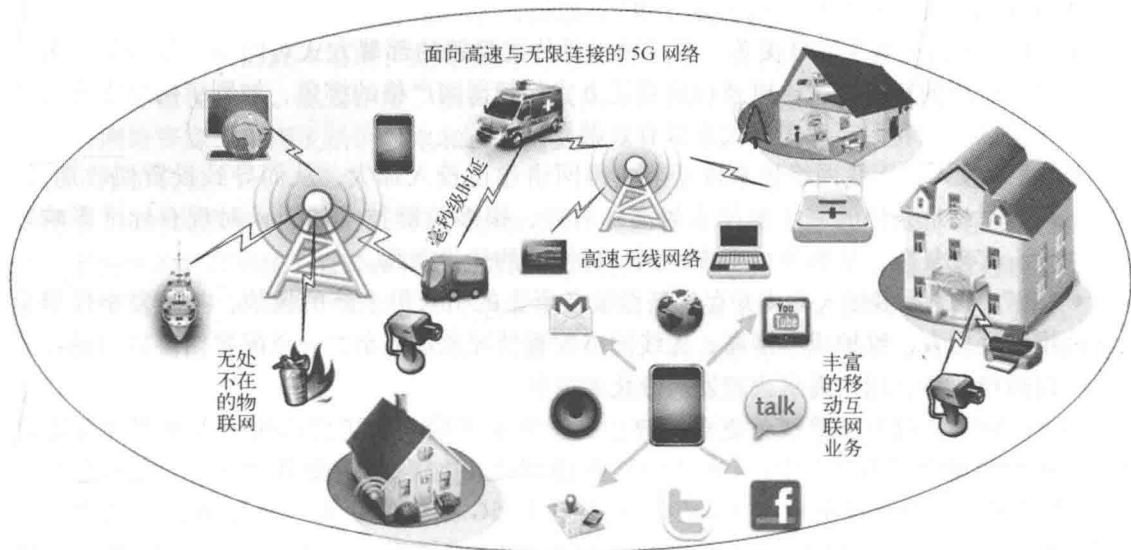 面向高速与无限连接的 5G 网络
毫秒级时延
高速无线网络
You
Tube
无处
不在
的物
联网
丰富
的移
动互
联网
业务
talk
t
f